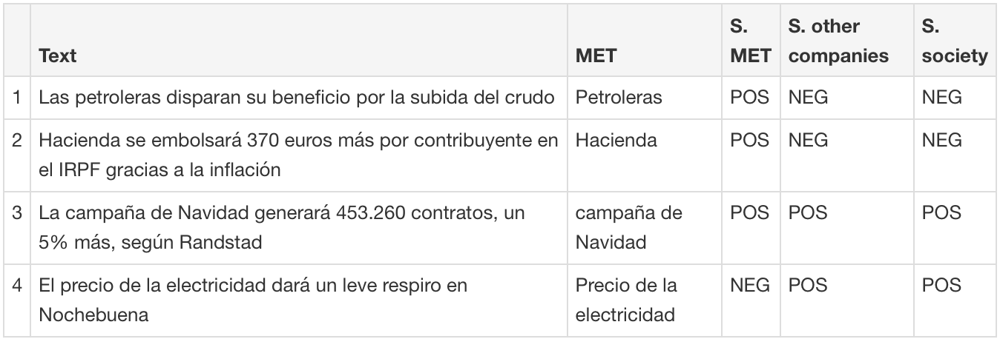 Text MET S. MET S. other companies S. society
1 Las petroleras disparan su beneficio por la subida del crudo Petroleras POS NEG NEG
2 Hacienda se embolsará 370 euros más por contribuyente en el IRPF gracias a la inflación Hacienda POS NEG NEG
3 La campaña de Navidad generará 453.260 contratos, un 5% más, según Randstad campaña de Navidad POS POS POS
4 El precio de la electricidad dará un leve respiro en Nochebuena Precio de la electricidad NEG POS POS